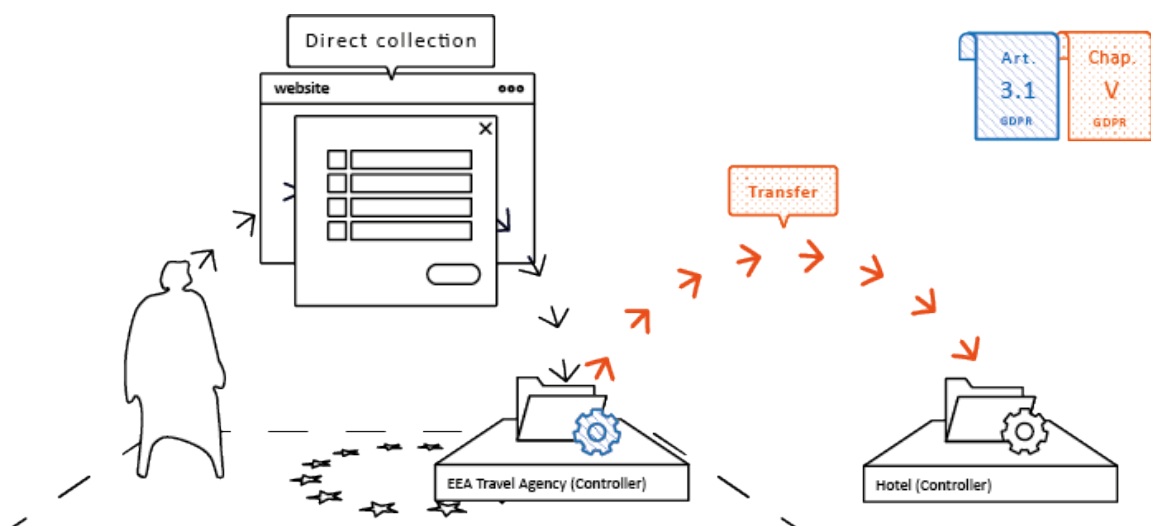 Direct collection
website
Art.
3.1
GDPR
Chap.
V
GDPR
Transfer
EEA Travel Agency (Controller)
Hotel (Controller)